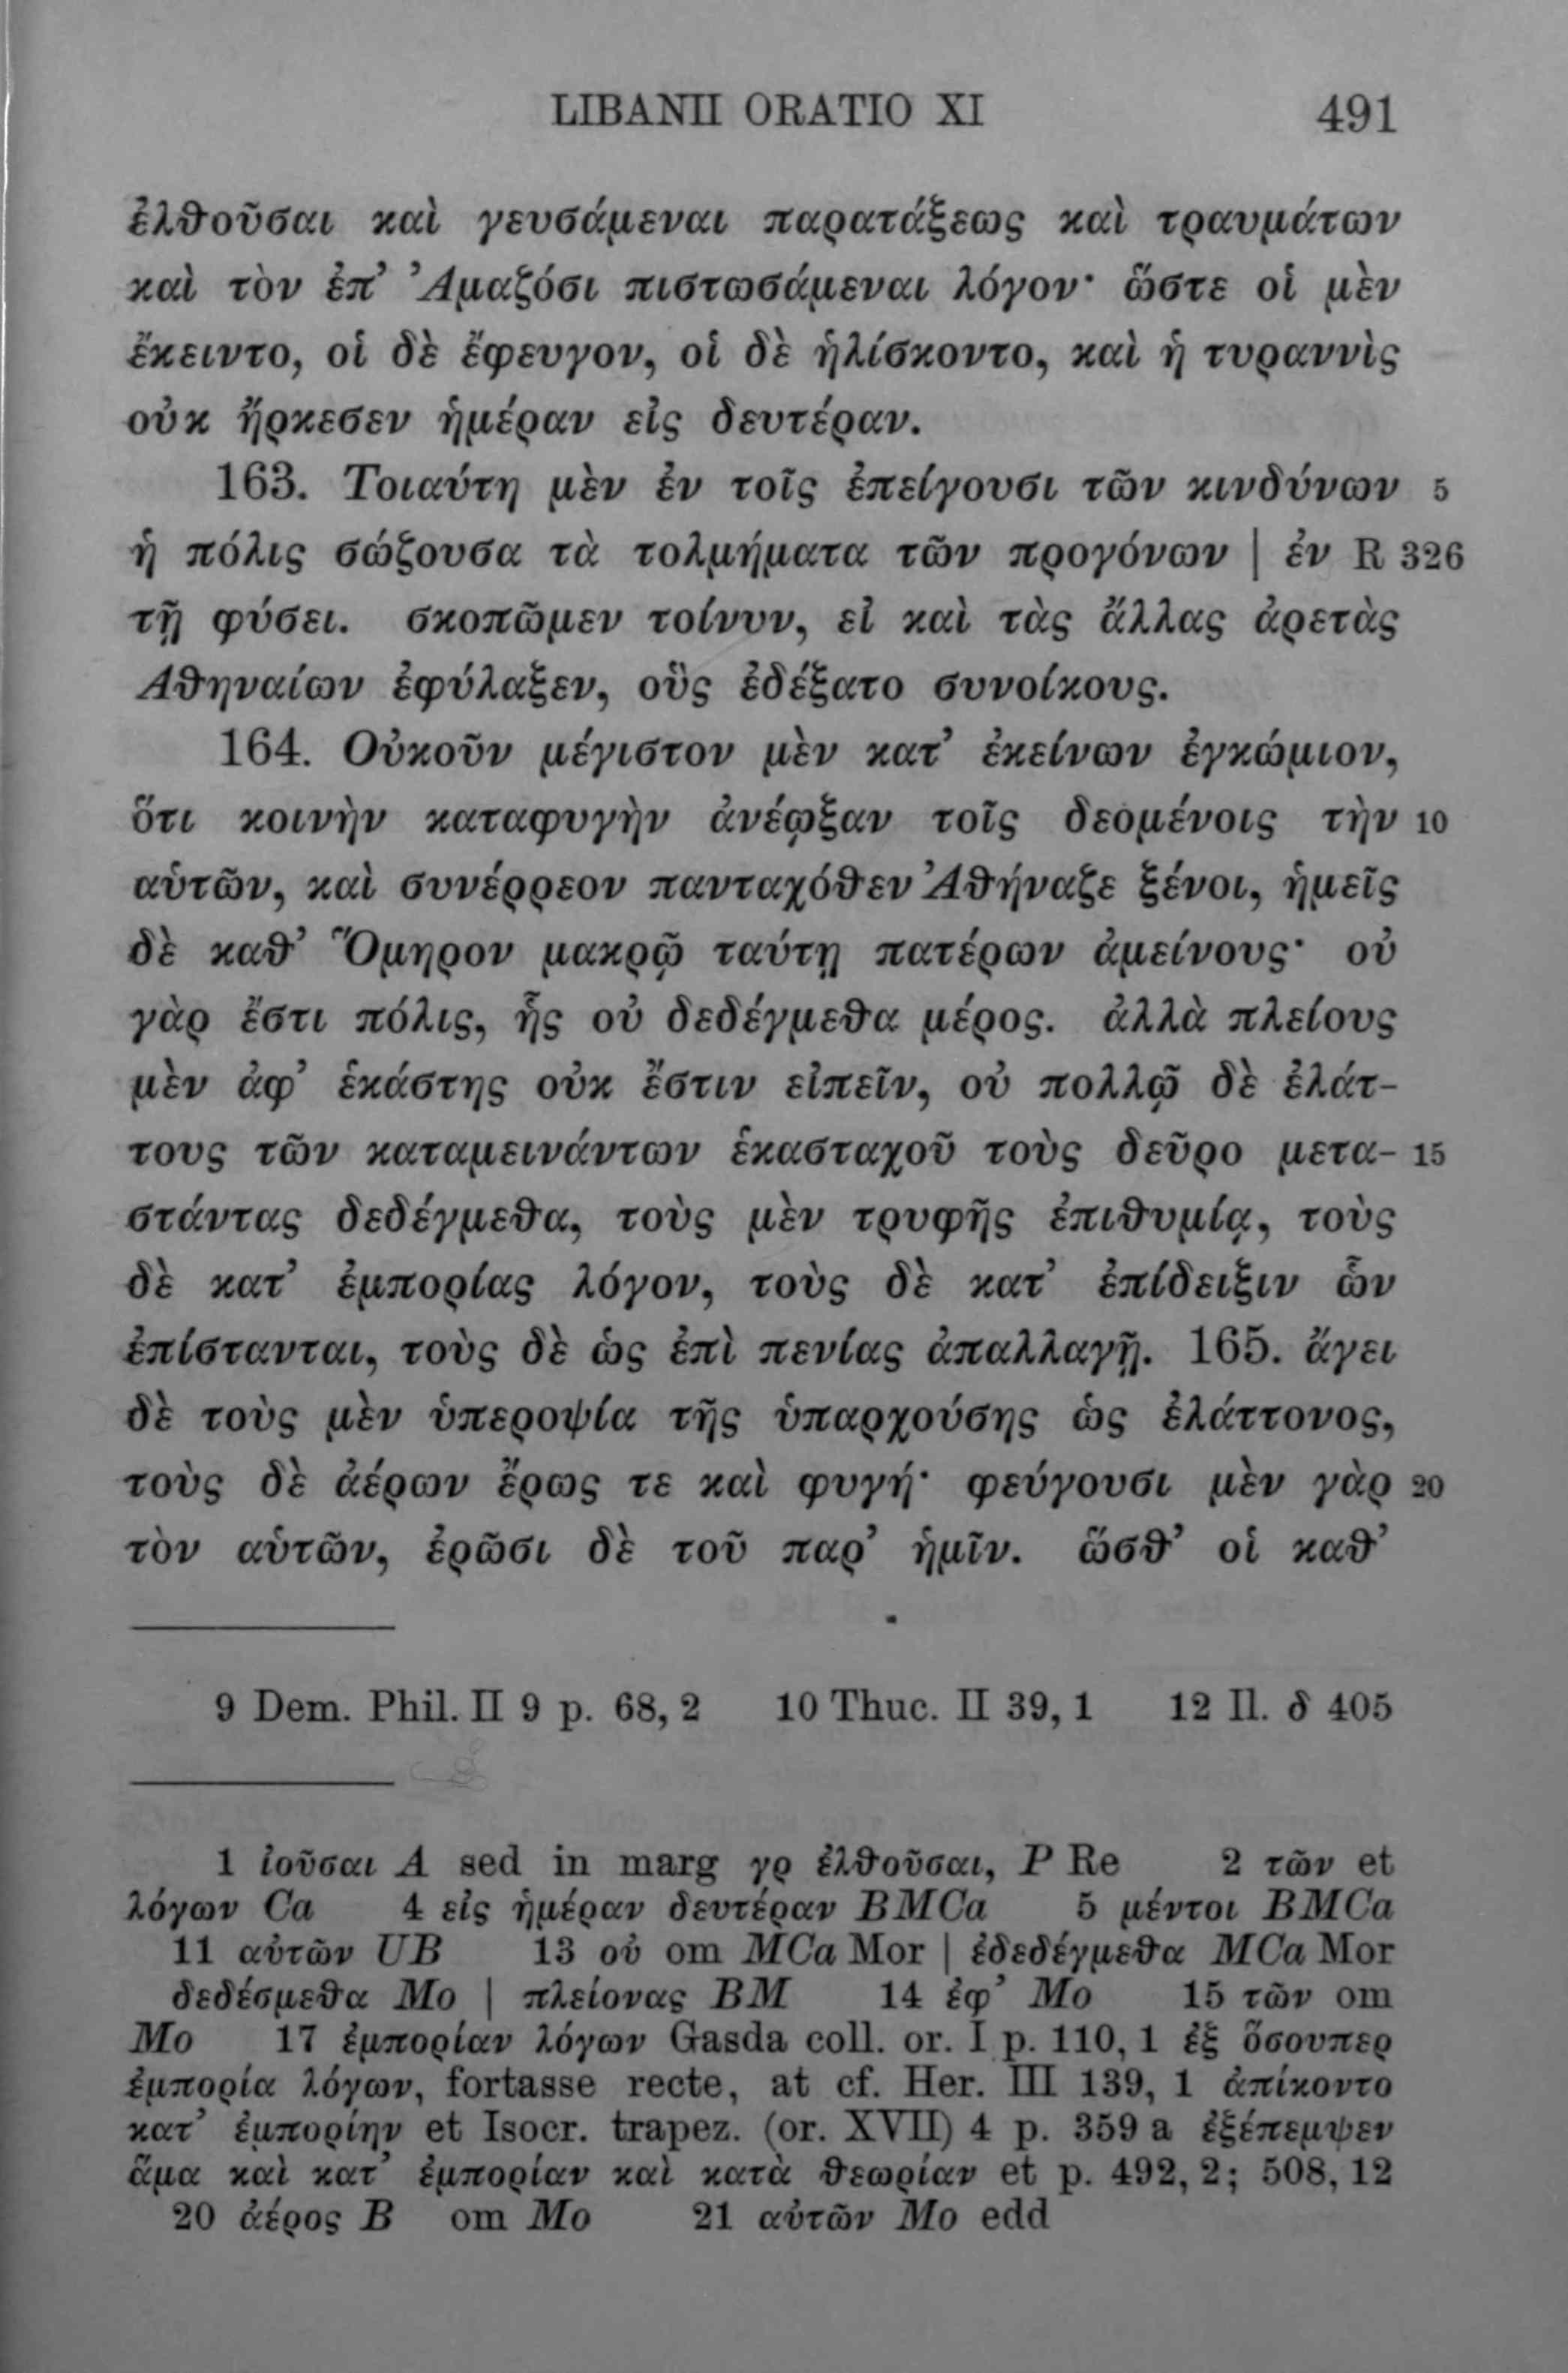 LIBANII ORATIO XI 491
ἐλθοῦσαι καὶ γευσάμεναι παρατάξεως καὶ τραυμάτων
καὶ τὸν ἐπ’ Ἀμαζόσι πιστωσάμεναι λόγον· ὥστε οἱ μὲν
ἔκειντο, οἱ δὲ ἔφευγον, οἱ δὲ ἡλίσκοντο, καὶ ἡ τυραννὶς
οὐκ ἤρκεσεν ἡμέραν εἰς δευτέραν.
163. Τοιαύτη μὲν ἐν τοῖς ἐπείγουσι τῶν κινδύνων 5
ἡ πόλις σώζουσα τὰ τολμήματα τῶν προγόνων | ἐν R 326
τῇ φύσει. σκοπῶμεν τοίνυν, εἰ καὶ τὰς ἄλλας ἀρετὰς
Ἀθηναίων ἐφύλαξεν, οὓς ἐδέξατο συνοίκους.
164. Οὐκοῦν μέγιστον μὲν κατ’ ἐκείνων ἐγκώμιον,
ὅτι κοινὴν καταφυγὴν ἀνέῳξαν τοῖς δεομένοις τὴν 10
αὑτῶν, καὶ συνέρρεον πανταχόθεν Ἀθήναζε ξένοι, ἡμεῖς
δὲ καθ’ Ὅμηρον μακρῷ ταύτῃ πατέρων ἀμείνους· οὐ
γὰρ ἔστι πόλις, ἧς οὐ δεδέγμεθα μέρος. ἀλλὰ πλείους
μὲν ἀφ’ ἑκάστης οὐκ ἔστιν εἰπεῖν, οὐ πολλῷ δὲ ἐλάτ-
τους τῶν καταμεινάντων ἑκασταχοῦ τοὺς δεῦρο μετα- 15
στάντας δεδέγμεθα, τοὺς μὲν τρυφῆς ἐπιθυμίᾳ, τοὺς
δὲ κατ’ ἐμπορίας λόγον, τοὺς δὲ κατ’ ἐπίδειξιν ὧν
ἐπίστανται, τοὺς δὲ ὡς ἐπὶ πενίας ἀπαλλαγῇ. 165. ἄγει
δὲ τοὺς μὲν ὑπεροψία τῆς ὑπαρχούσης ὡς ἐλάττονος,
τοὺς δὲ ἀέρων ἔρως τε καὶ φυγή· φεύγουσι μὲν γὰρ 20
τὸν αὑτῶν, ἐρῶσι δὲ τοῦ παρ’ ἡμῖν. ὥσθ’ οἱ καθ’
9 Dem. Phil. II 9 p. 68, 2 10 Thuc. II 39, 1 12 Il. δ 405
1 ἰοῦσαι A sed in marg γρ ἐλθοῦσαι, P Re 2 τῶν et
λόγων Ca 4 εἰς ἡμέραν δευτέραν BMCa 5 μέντοι BMCa
11 αὐτῶν UB 13 οὐ om MCa Mor | ἐδεδέγμεθα MCa Mor
δεδέσμεθα Mo | πλείονας BM 14 ἐφ’ Mo 15 τῶν om
Mo 17 ἐμπορίαν λόγων Gasda coll. or. I p. 110, 1 ἐξ ὅσουπερ
ἐμπορία λόγων, fortasse recte, at cf. Her. III 139, 1 ἀπίκοντο
κατ’ ἐμπορίην et Isocr. trapez. (or. XVII) 4 p. 359 a ἐξέπεμψεν
ἅμα καὶ κατ’ ἐμπορίαν καὶ κατὰ θεωρίαν et p. 492, 2; 508, 12
20 ἀέρος B om Mo 21 αὐτῶν Mo edd